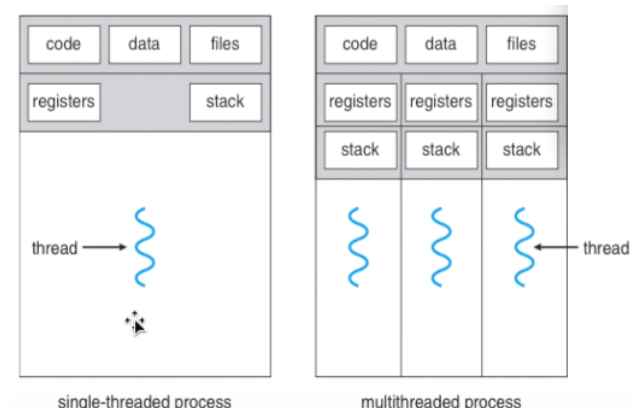 code data files
registers stack
thread
single-threaded process
code data files
registers registers registers
stack stack stack
thread
multithreaded process